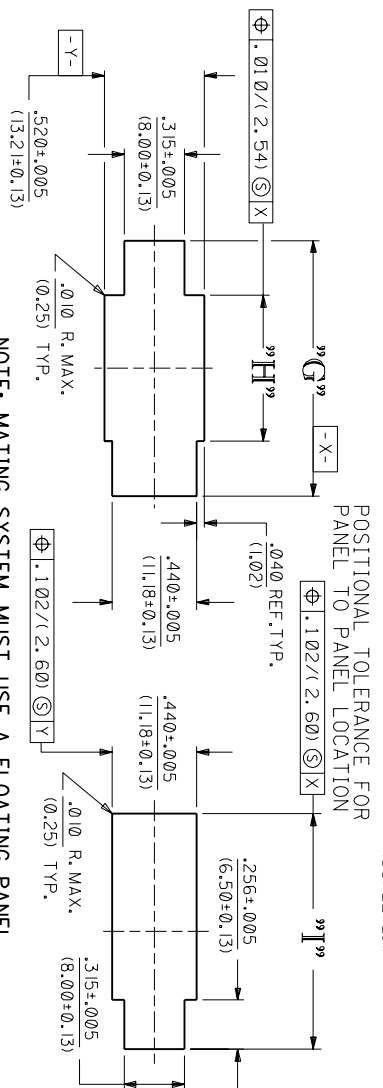 POSITIONAL TOLERANCE FOR
PANEL TO PANEL LOCATION
⌖ .102/(2.60) Ⓢ X
"G"
-X-
"I"
"H"
⌖ .010/(2.54) Ⓢ X
.040 REF.TYP.
(1.02)
.256±.005
(6.50±0.13)
.315±.005
(8.00±0.13)
.440±.005
(11.18±0.13)
.440±.005
(11.18±0.13)
-Y-
.520±.005
(13.21±0.13)
.010 R.MAX.
(0.25) TYP.
.010 R.MAX.
(0.25) TYP.
.315±.005
(8.00±0.13)
⌖ .102/(2.60) Ⓢ Y
NOTE: MATING SYSTEM MUST USE A FLOATING PANEL